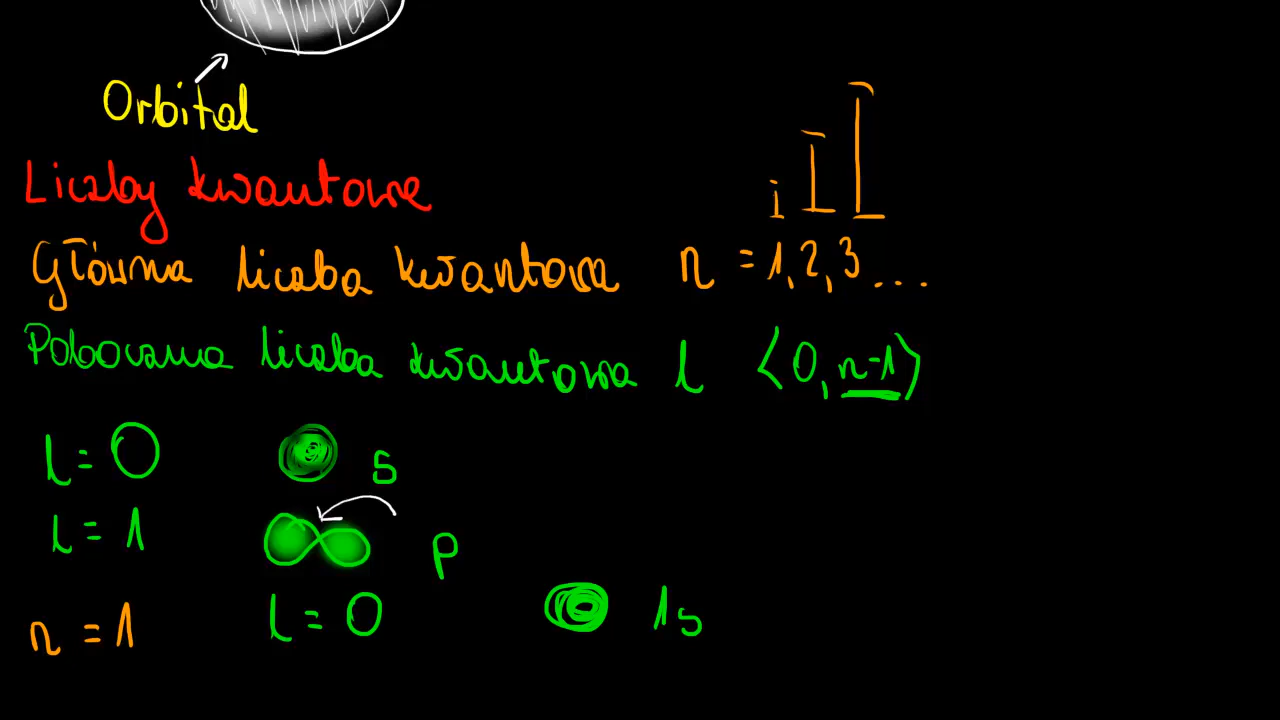 Orbital
Liczby kwantowe
Główna liczba kwantowa n = 1, 2, 3 ...
Poboczna liczba kwantowa l ⟨0, n-1⟩
l = 0 s
l = 1 p
n = 1 l = 0 1s